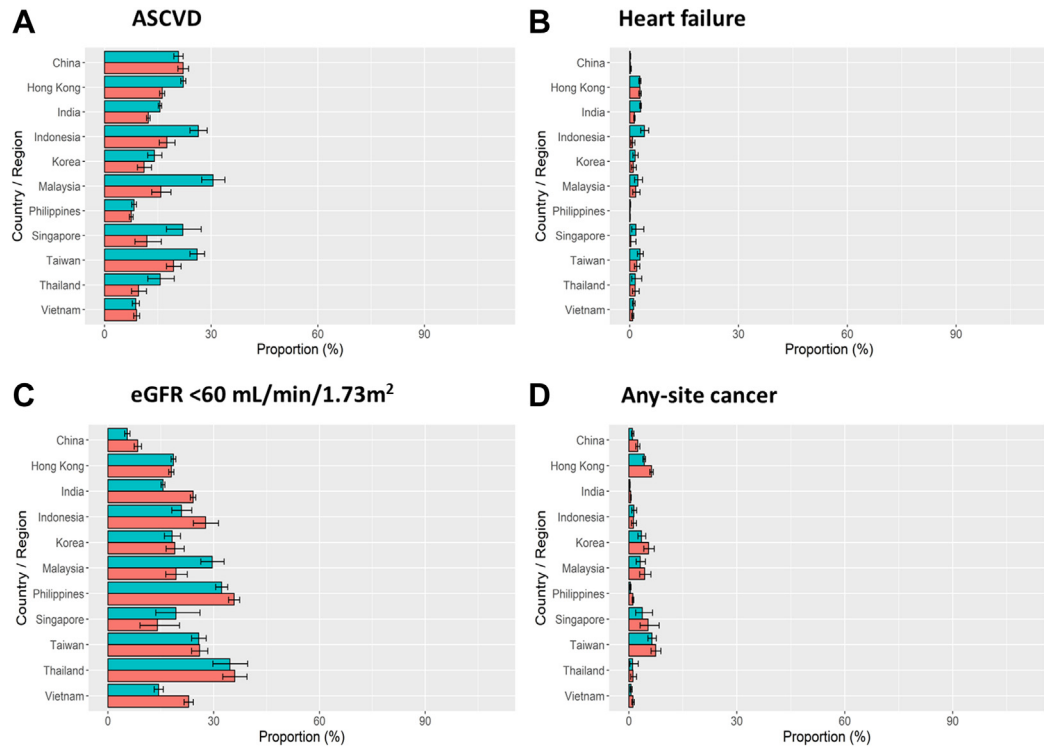 A
ASCVD
Country / Region
China
Hong Kong
India
Indonesia
Korea
Malaysia
Philippines
Singapore
Taiwan
Thailand
Vietnam
0 30 60 90
Proportion (%)
B
Heart failure
Country / Region
China
Hong Kong
India
Indonesia
Korea
Malaysia
Philippines
Singapore
Taiwan
Thailand
Vietnam
0 30 60 90
Proportion (%)
C
eGFR <60 mL/min/1.73m²
Country / Region
China
Hong Kong
India
Indonesia
Korea
Malaysia
Philippines
Singapore
Taiwan
Thailand
Vietnam
0 30 60 90
Proportion (%)
D
Any-site cancer
Country / Region
China
Hong Kong
India
Indonesia
Korea
Malaysia
Philippines
Singapore
Taiwan
Thailand
Vietnam
0 30 60 90
Proportion (%)